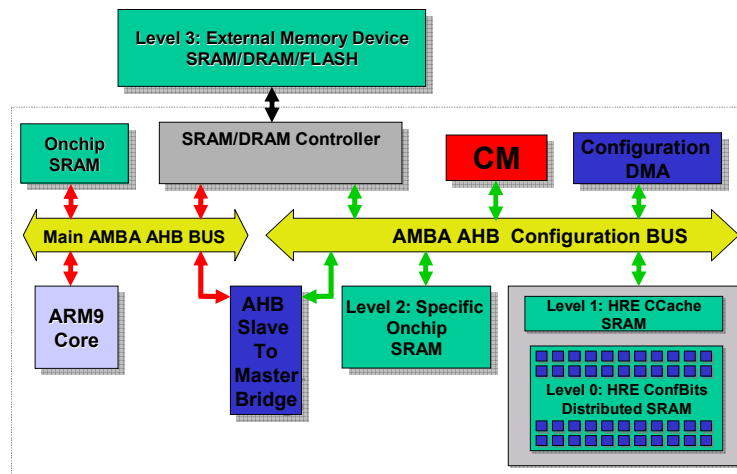 Level 3: External Memory Device
SRAM/DRAM/FLASH
Onchip
SRAM
SRAM/DRAM Controller
CM
Configuration
DMA
Main AMBA AHB BUS
AMBA AHB Configuration BUS
ARM9
Core
AHB
Slave
To
Master
Bridge
Level 2: Specific
Onchip
SRAM
Level 1: HRE CCache
SRAM
Level 0: HRE ConfBits
Distributed SRAM